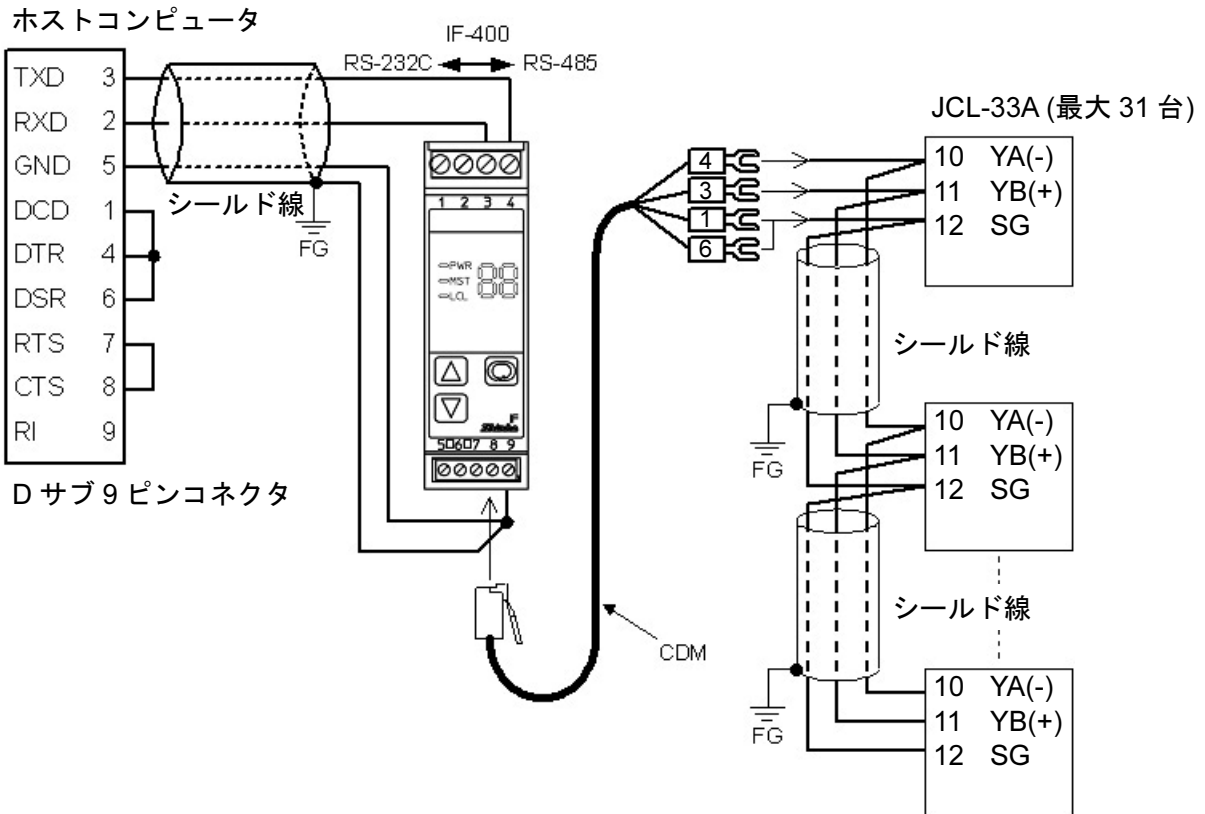 ホストコンピュータ
TXD 3
RXD 2
GND 5
DCD 1
DTR 4
DSR 6
RTS 7
CTS 8
RI 9
D サブ 9 ピンコネクタ
シールド線
FG
IF-400
RS-232C RS-485
1 2 3 4
PWR
MST
LCL
88
5 6 7 8 9
CDM
4
3
1
6
JCL-33A (最大 31 台)
10 YA(-)
11 YB(+)
12 SG
シールド線
FG
10 YA(-)
11 YB(+)
12 SG
シールド線
FG
10 YA(-)
11 YB(+)
12 SG